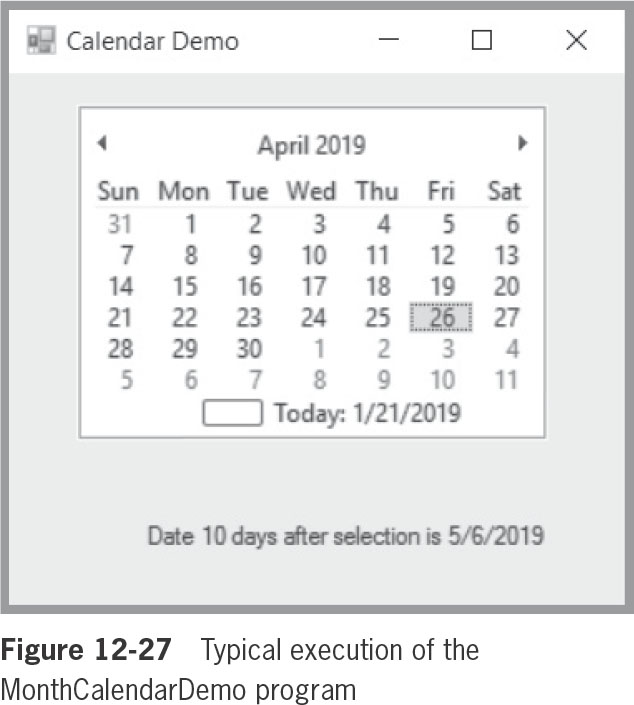 Calendar Demo
April 2019
Sun Mon Tue Wed Thu Fri Sat
31 1 2 3 4 5 6
7 8 9 10 11 12 13
14 15 16 17 18 19 20
21 22 23 24 25 26 27
28 29 30 1 2 3 4
5 6 7 8 9 10 11
Today: 1/21/2019
Date 10 days after selection is 5/6/2019
Figure 12-27 Typical execution of the
MonthCalendarDemo program